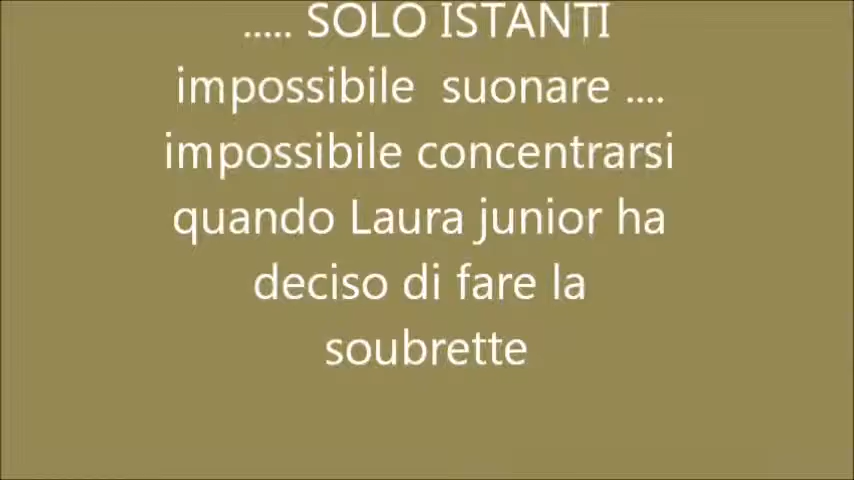 ..... SOLO ISTANTI
impossibile  suonare ....
impossibile concentrarsi
quando Laura junior ha
deciso di fare la
soubrette